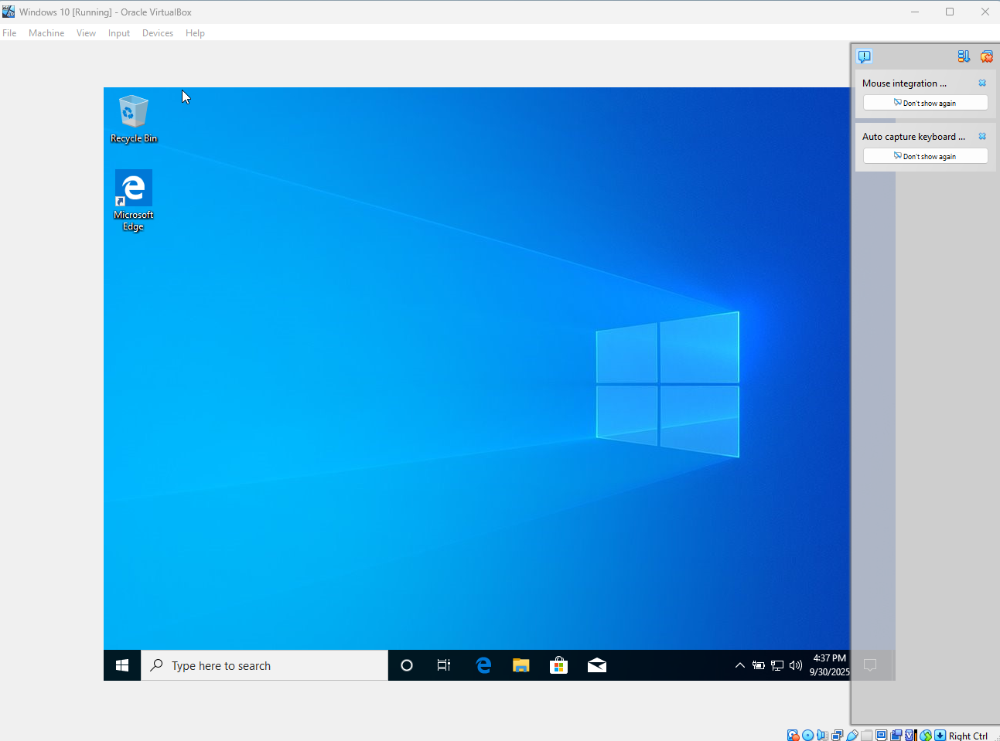 Windows 10 [Running] - Oracle VirtualBox
File Machine View Input Devices Help
Mouse integration ...
Don't show again
Auto capture keyboard ...
Don't show again
Recycle Bin
Microsoft
Edge
Type here to search
4:37 PM
9/30/2025
Right Ctrl